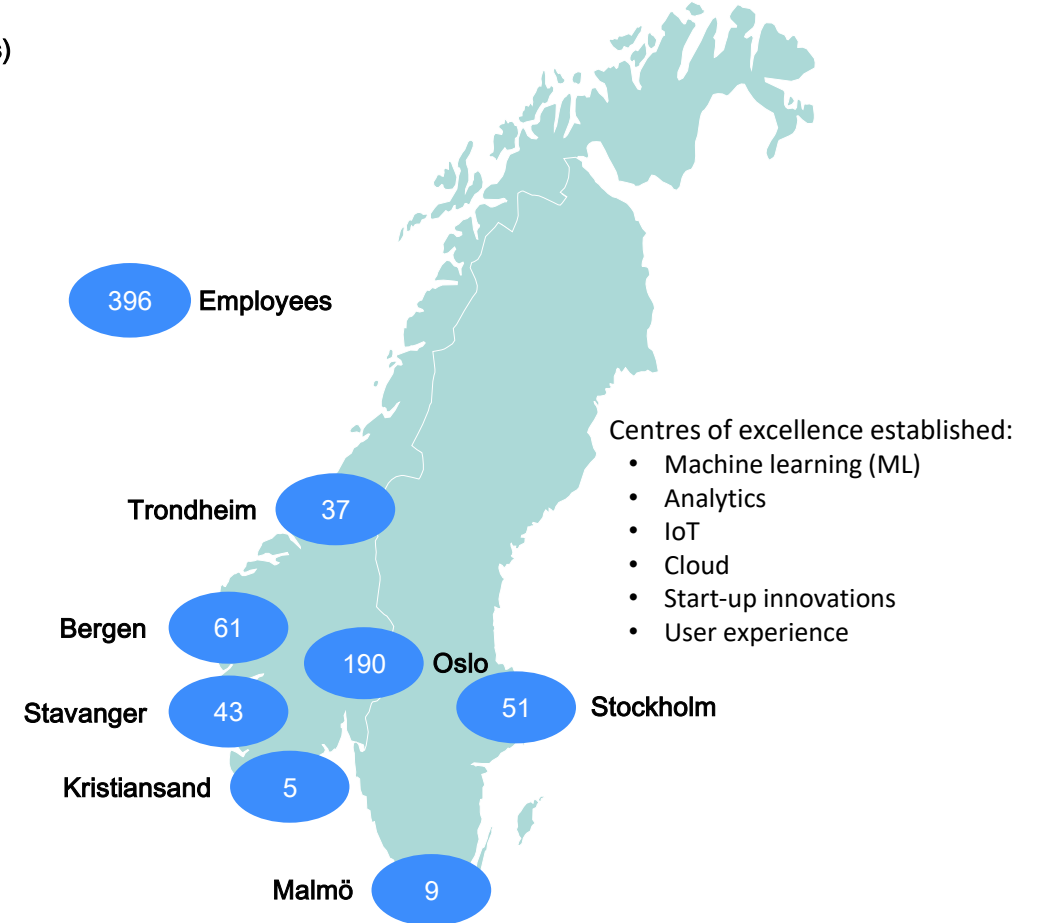 s)
396 Employees
Centres of excellence established:
• Machine learning (ML)
• Analytics
• IoT
• Cloud
• Start-up innovations
• User experience
Trondheim 37
Bergen 61
190 Oslo
Stavanger 43
51 Stockholm
Kristiansand 5
Malmö 9